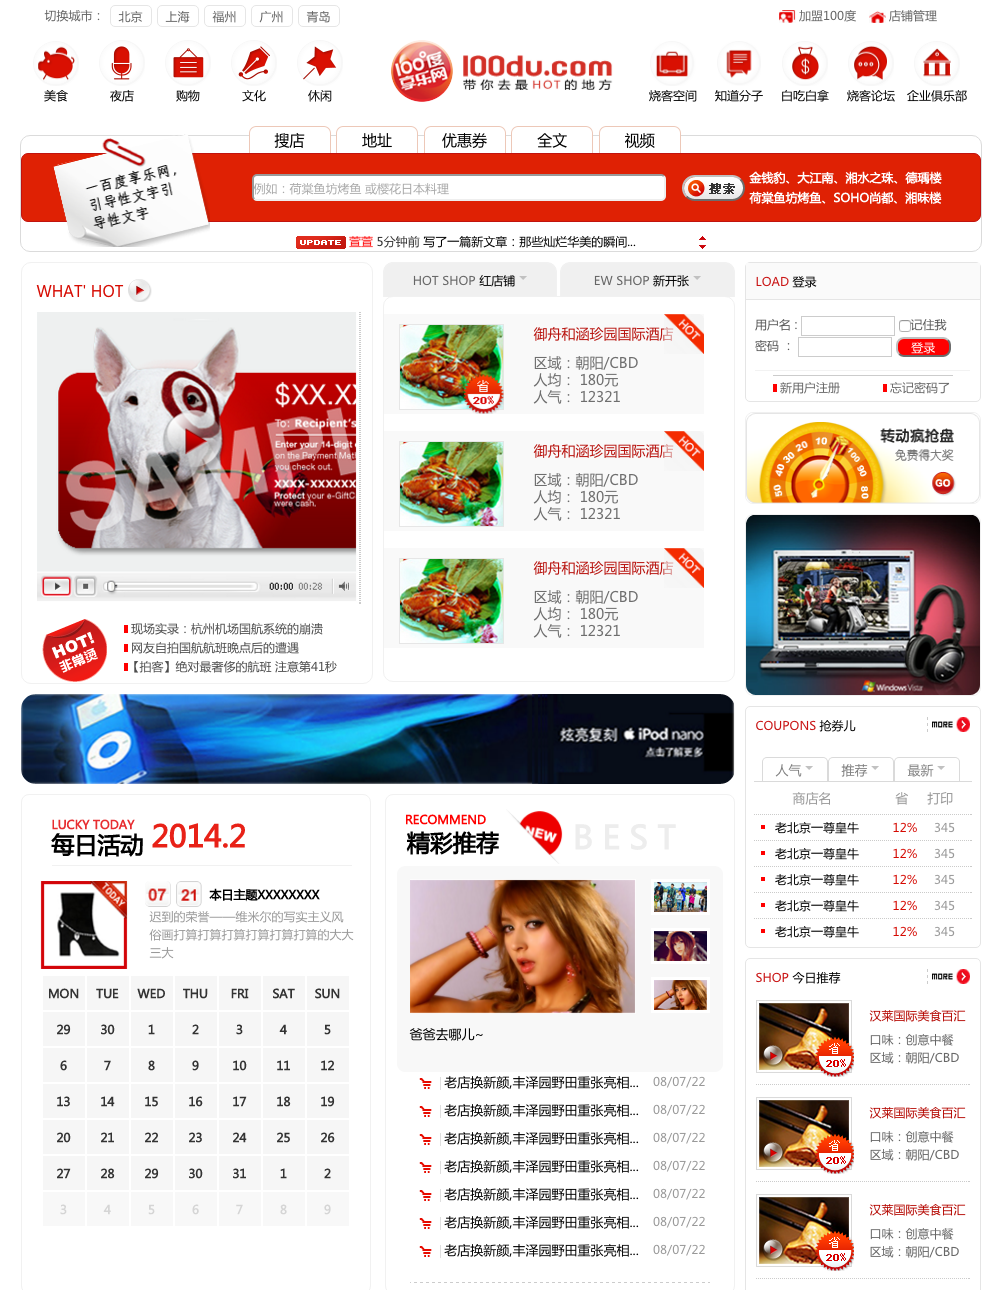 切换城市：
北京
上海
福州
广州
青岛
加盟100度
店铺管理
美食
夜店
购物
文化
休闲
100°度
享乐网
100du.com
带你去最HOT的地方
烧客空间
知道分子
白吃白拿
烧客论坛
企业俱乐部
搜店
地址
优惠券
全文
视频
一百度享乐网，
引导性文字引
导性文字
例如：荷棠鱼坊烤鱼 或樱花日本料理
搜索
金钱豹、大江南、湘水之珠、德瑀楼
荷棠鱼坊烤鱼、SOHO尚都、湘味楼
UPDATE 萱萱 5分钟前 写了一篇新文章：那些灿烂华美的瞬间...
WHAT' HOT
$XX.XX
To: Recipient's
Enter your 14-digit
on the Payment Met
you check out.
XXXX-XXXXXX
Protect your e-GiftC
were cash.
SAMPL
00:00 00:28
HOT!
非常烫
现场实录：杭州机场国航系统的崩溃
网友自拍国航航班晚点后的遭遇
【拍客】绝对最奢侈的航班 注意第41秒
HOT SHOP 红店铺
EW SHOP 新开张
御舟和涵珍园国际酒店
HOT
区域：朝阳/CBD
人均： 180元
人气： 12321
省
20%
御舟和涵珍园国际酒店
HOT
区域：朝阳/CBD
人均： 180元
人气： 12321
御舟和涵珍园国际酒店
HOT
区域：朝阳/CBD
人均： 180元
人气： 12321
LOAD 登录
用户名：
记住我
密码 ：
登录
新用户注册
忘记密码了
转动疯抢盘
免费得大奖
GO
50 40 30 20 10 100 90 80
Windows Vista
炫亮复刻 iPod nano
点击了解更多
COUPONS 抢券儿
MORE
人气
推荐
最新
商店名 省 打印
老北京一尊皇牛 12% 345
老北京一尊皇牛 12% 345
老北京一尊皇牛 12% 345
老北京一尊皇牛 12% 345
老北京一尊皇牛 12% 345
LUCKY TODAY
每日活动 2014.2
TODAY
07 21 本日主题XXXXXXXX
迟到的荣誉——维米尔的写实主义风
俗画打算打算打算打算打算的大大
三大
MON TUE WED THU FRI SAT SUN
29 30 1 2 3 4 5
6 7 8 9 10 11 12
13 14 15 16 17 18 19
20 21 22 23 24 25 26
27 28 29 30 31 1 2
3 4 5 6 7 8 9
RECOMMEND
精彩推荐
NEW
BEST
爸爸去哪儿~
老店换新颜,丰泽园野田重张亮相... 08/07/22
老店换新颜,丰泽园野田重张亮相... 08/07/22
老店换新颜,丰泽园野田重张亮相... 08/07/22
老店换新颜,丰泽园野田重张亮相... 08/07/22
老店换新颜,丰泽园野田重张亮相... 08/07/22
老店换新颜,丰泽园野田重张亮相... 08/07/22
老店换新颜,丰泽园野田重张亮相... 08/07/22
SHOP 今日推荐
MORE
汉莱国际美食百汇
口味：创意中餐
区域：朝阳/CBD
省
20%
汉莱国际美食百汇
口味：创意中餐
区域：朝阳/CBD
省
20%
汉莱国际美食百汇
口味：创意中餐
区域：朝阳/CBD
省
20%